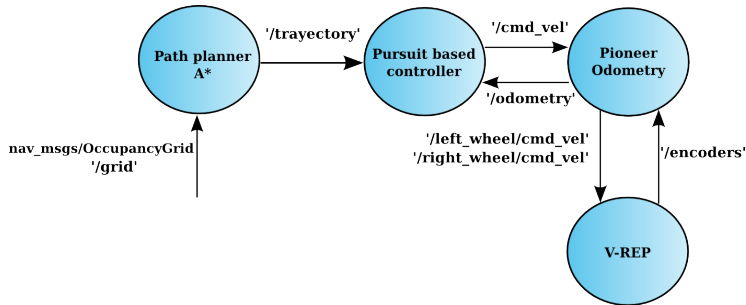 '/trayectory'
'/cmd_vel'
Path planner
A*
Pursuit based
controller
Pioneer
Odometry
'/odometry'
nav_msgs/OccupancyGrid
'/grid'
'/left_wheel/cmd_vel'
'/right_wheel/cmd_vel'
'/encoders'
V-REP